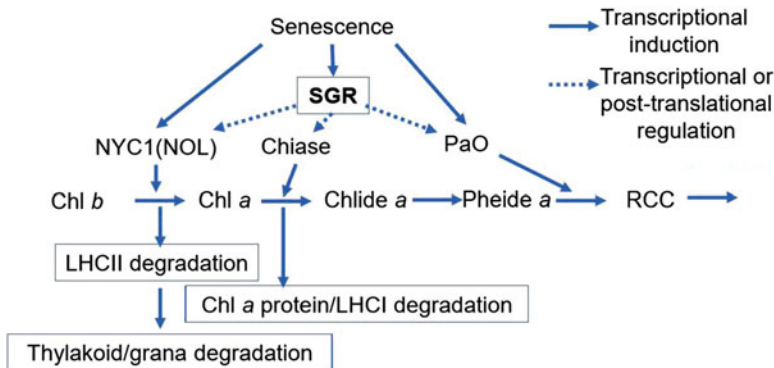 Senescence
Transcriptional
induction
SGR
Transcriptional or
post-translational
regulation
NYC1(NOL)
Chiase
PaO
Chl b
Chl a
Chlide a
Pheide a
RCC
LHCII degradation
Chl a protein/LHCI degradation
Thylakoid/grana degradation